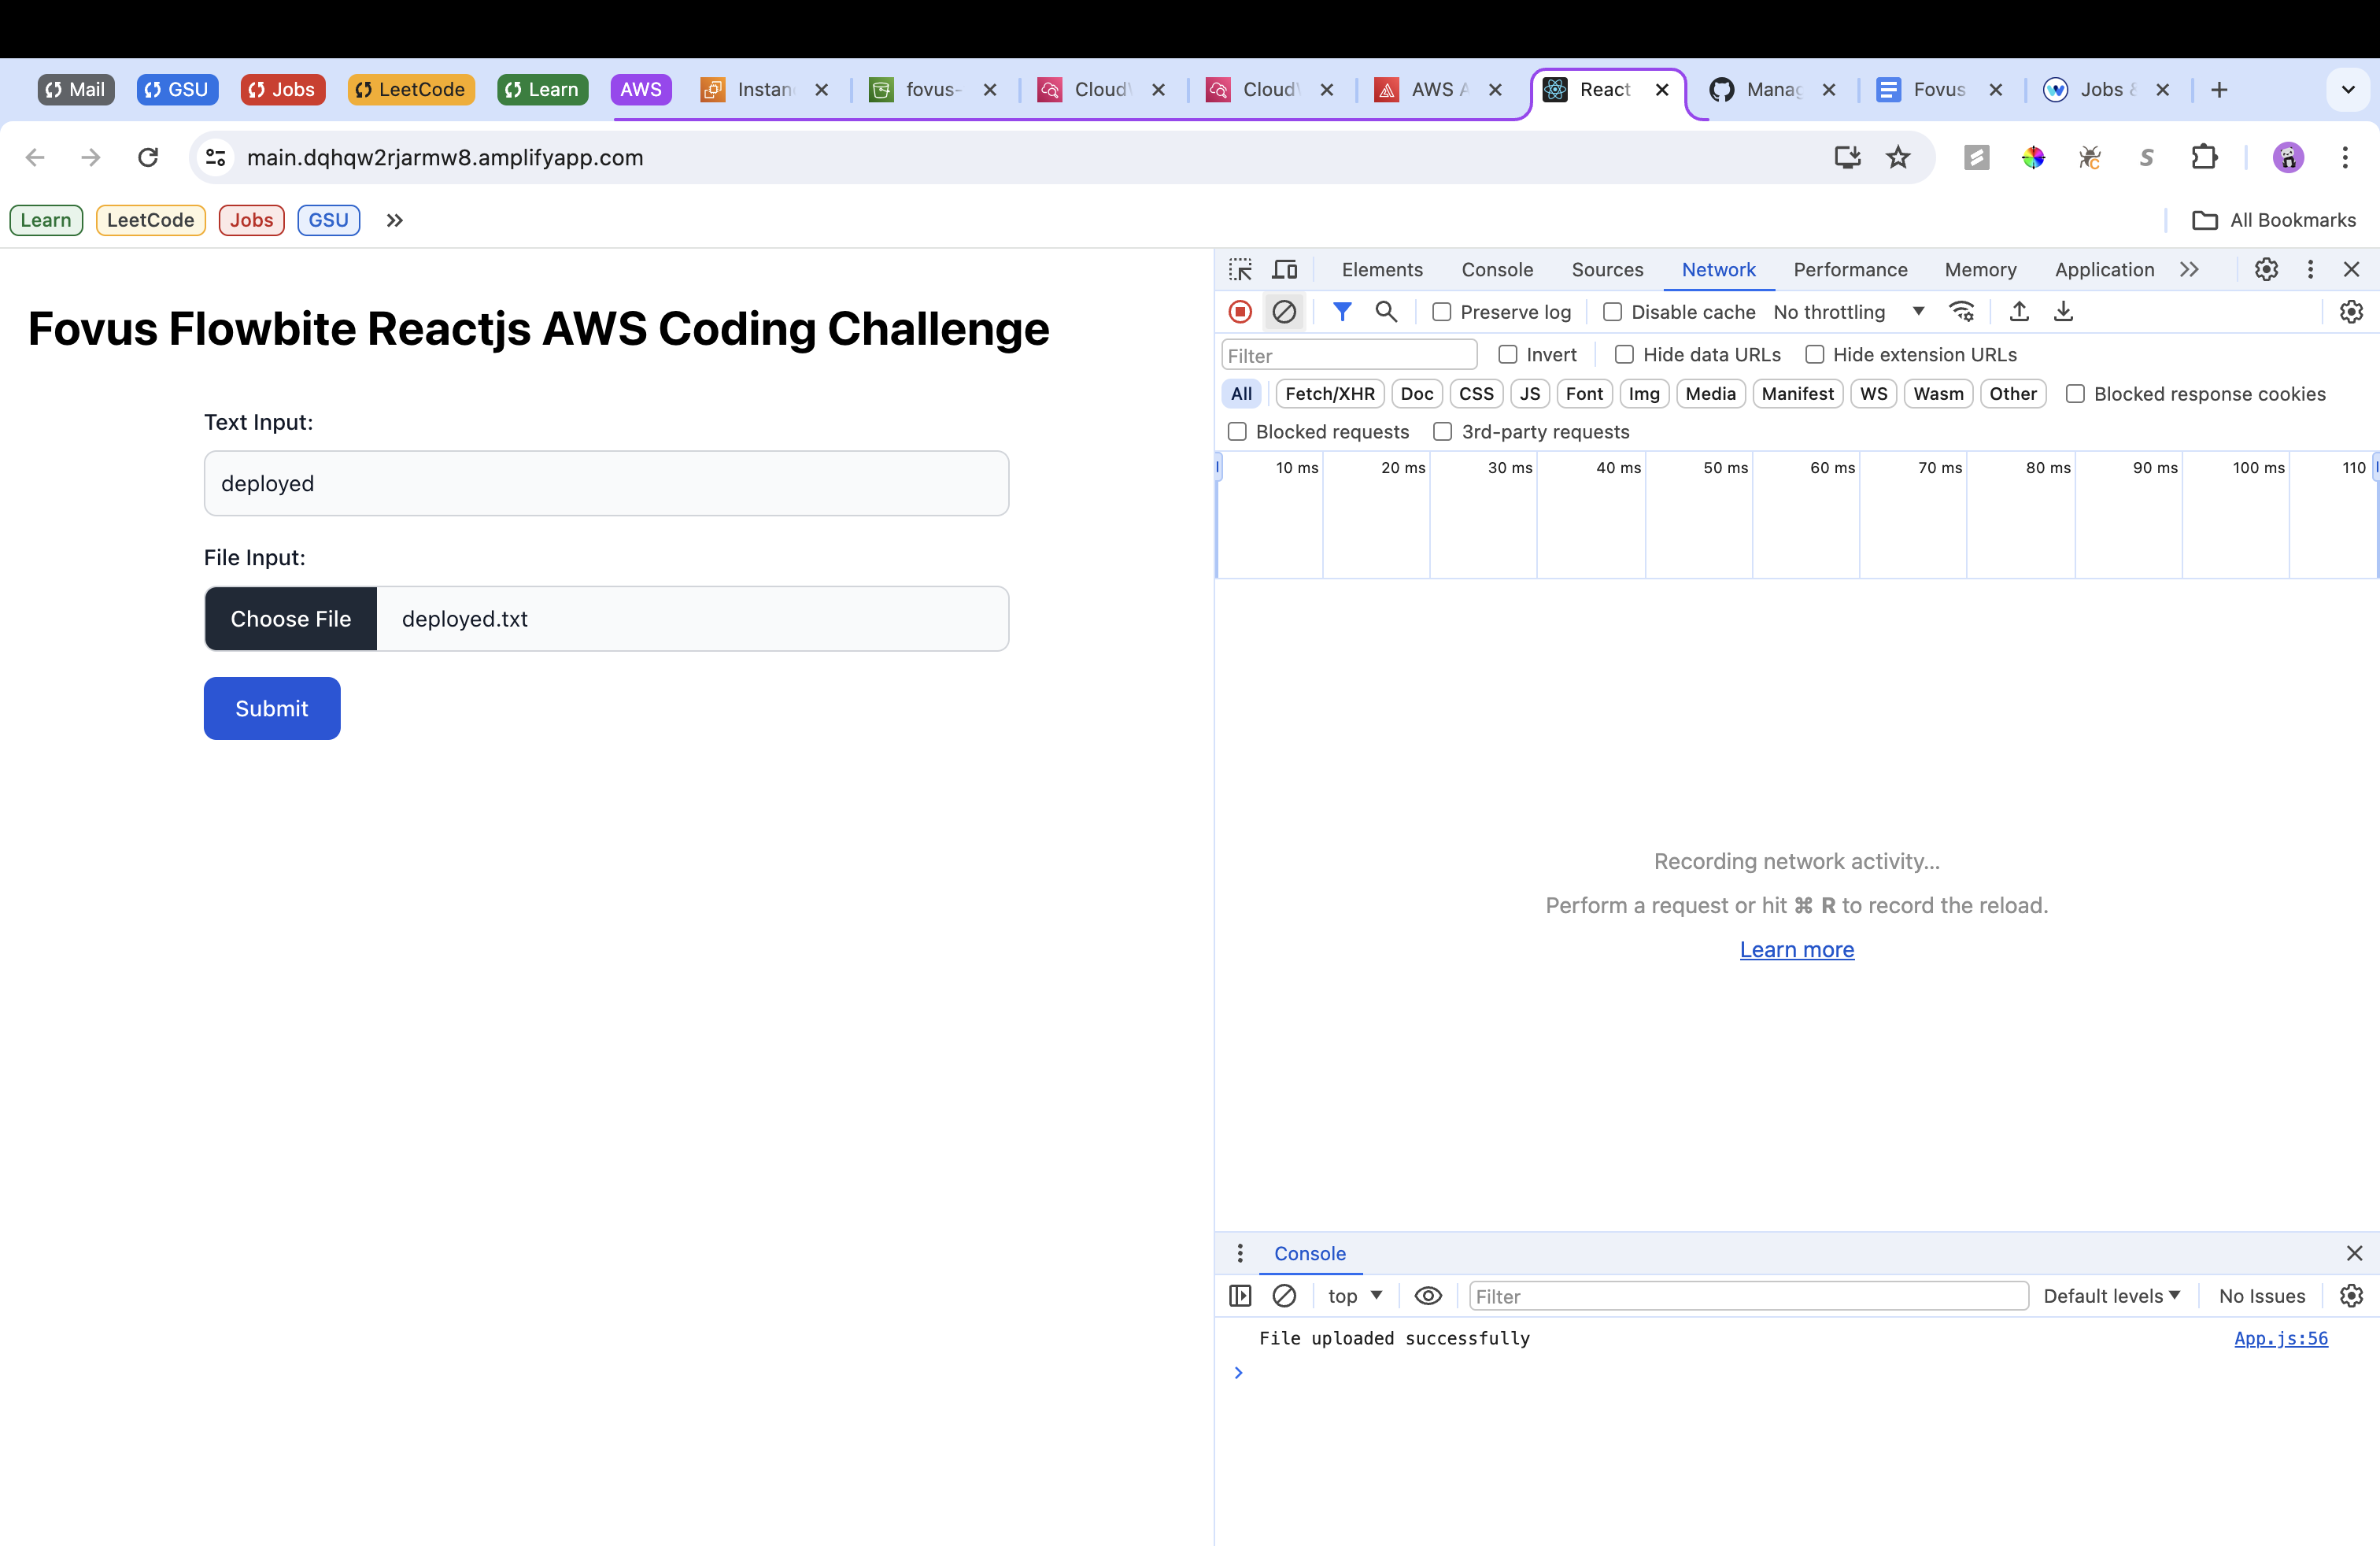 Mail GSU Jobs LeetCode Learn AWS Instan fovus- Cloud Cloud AWS A React Manag Fovus Jobs &
main.dqhqw2rjarmw8.amplifyapp.com
Learn LeetCode Jobs GSU All Bookmarks
Fovus Flowbite Reactjs AWS Coding Challenge
Text Input:
deployed
File Input:
Choose File deployed.txt
Submit
Elements Console Sources Network Performance Memory Application
Preserve log Disable cache No throttling
Filter Invert Hide data URLs Hide extension URLs
All Fetch/XHR Doc CSS JS Font Img Media Manifest WS Wasm Other Blocked response cookies
Blocked requests 3rd-party requests
10 ms 20 ms 30 ms 40 ms 50 ms 60 ms 70 ms 80 ms 90 ms 100 ms 110
Recording network activity...
Perform a request or hit ⌘ R to record the reload.
Learn more
Console
top Filter Default levels No Issues
File uploaded successfully App.js:56